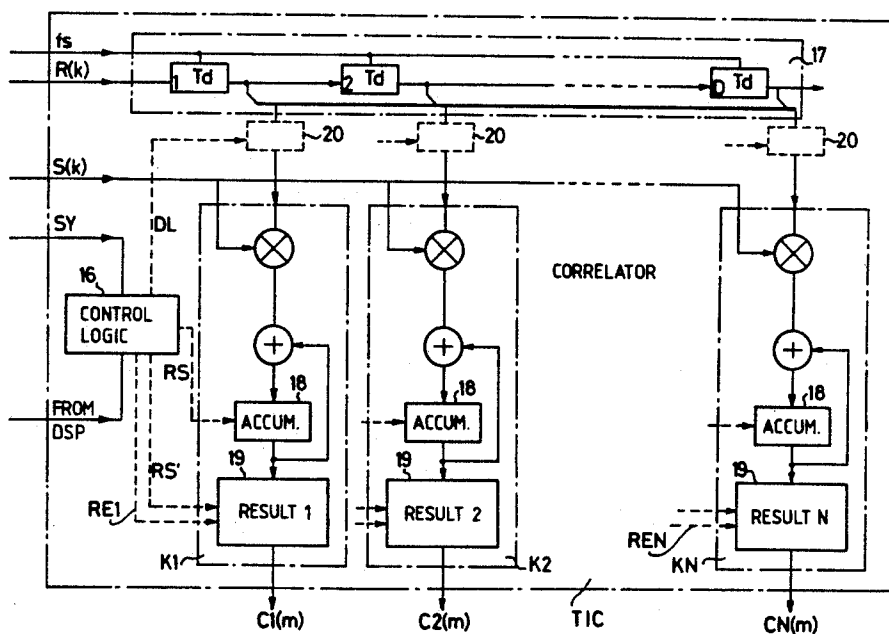 fs
17
R(k)
1 Td
2 Td
D Td
20
20
20
S(k)
SY
DL
16
CONTROL
LOGIC
CORRELATOR
RS
18
18
18
ACCUM.
ACCUM.
ACCUM.
FROM
DSP
RS'
19
19
19
RE1
RESULT 1
RESULT 2
REN
RESULT N
K1
K2
KN
C1(m)
C2(m)
TIC
CN(m)